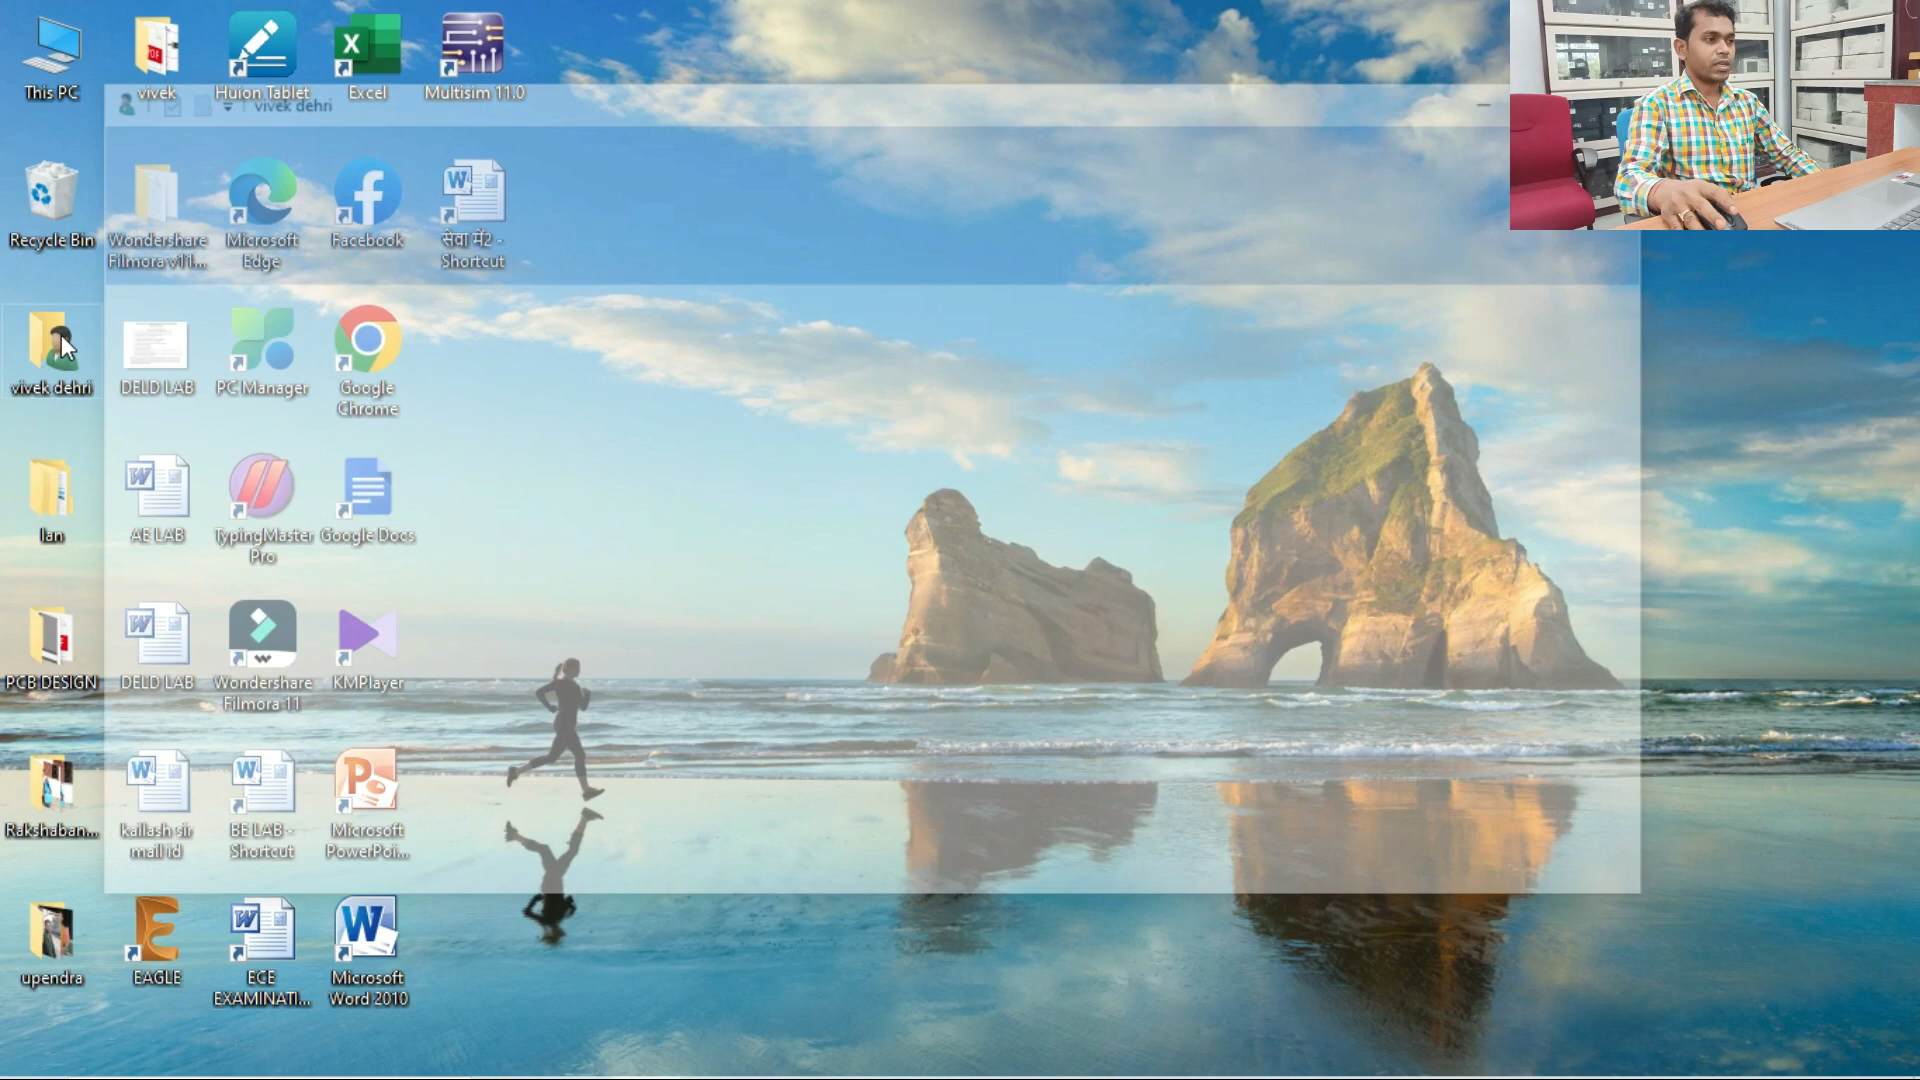 This PC
vivek
Huion Tablet
Excel
Multisim 11.0
vivek dehri
Recycle Bin
Wondershare
Filmora v11...
Microsoft
Edge
Facebook
सेवा में2 -
Shortcut
vivek dehri
DELD LAB
PC Manager
Google
Chrome
lan
AE LAB
TypingMaster
Pro
Google Docs
PCB DESIGN
DELD LAB
Wondershare
Filmora 11
KMPlayer
Rakshaban...
kailash sir
mail id
BE LAB -
Shortcut
Microsoft
PowerPoi...
upendra
EAGLE
ECE
EXAMINATI...
Microsoft
Word 2010